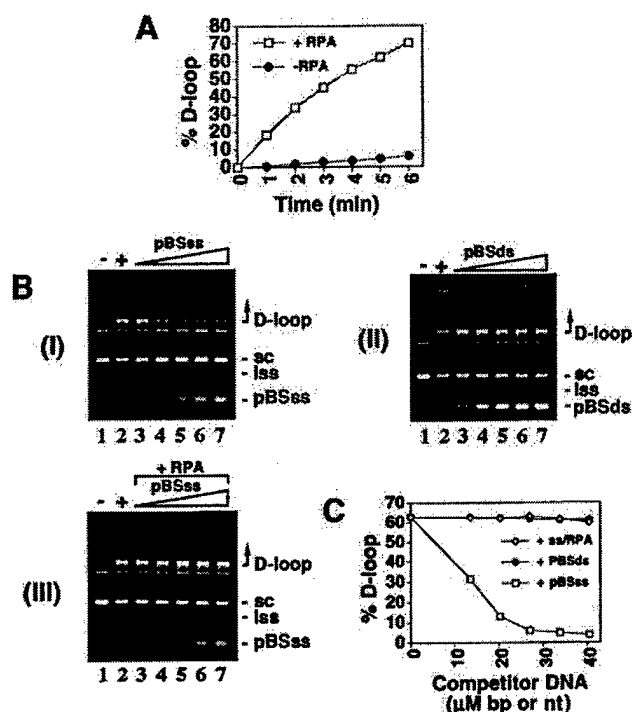 A
% D-loop
80
70
60
50
40
30
20
10
0
+ RPA
-RPA
0 1 2 3 4 5 6
Time (min)
B
(I)
pBSss
- +
D-loop
sc
lss
pBSss
1 2 3 4 5 6 7
(II)
pBSds
- +
D-loop
sc
lss
pBSds
1 2 3 4 5 6 7
(III)
+ RPA
pBSss
- +
D-loop
sc
lss
pBSss
1 2 3 4 5 6 7
C
% D-loop
70
60
50
40
30
20
10
0
+ ss/RPA
+ PBSds
+ pBSss
0 10 20 30 40
Competitor DNA
(µM bp or nt)